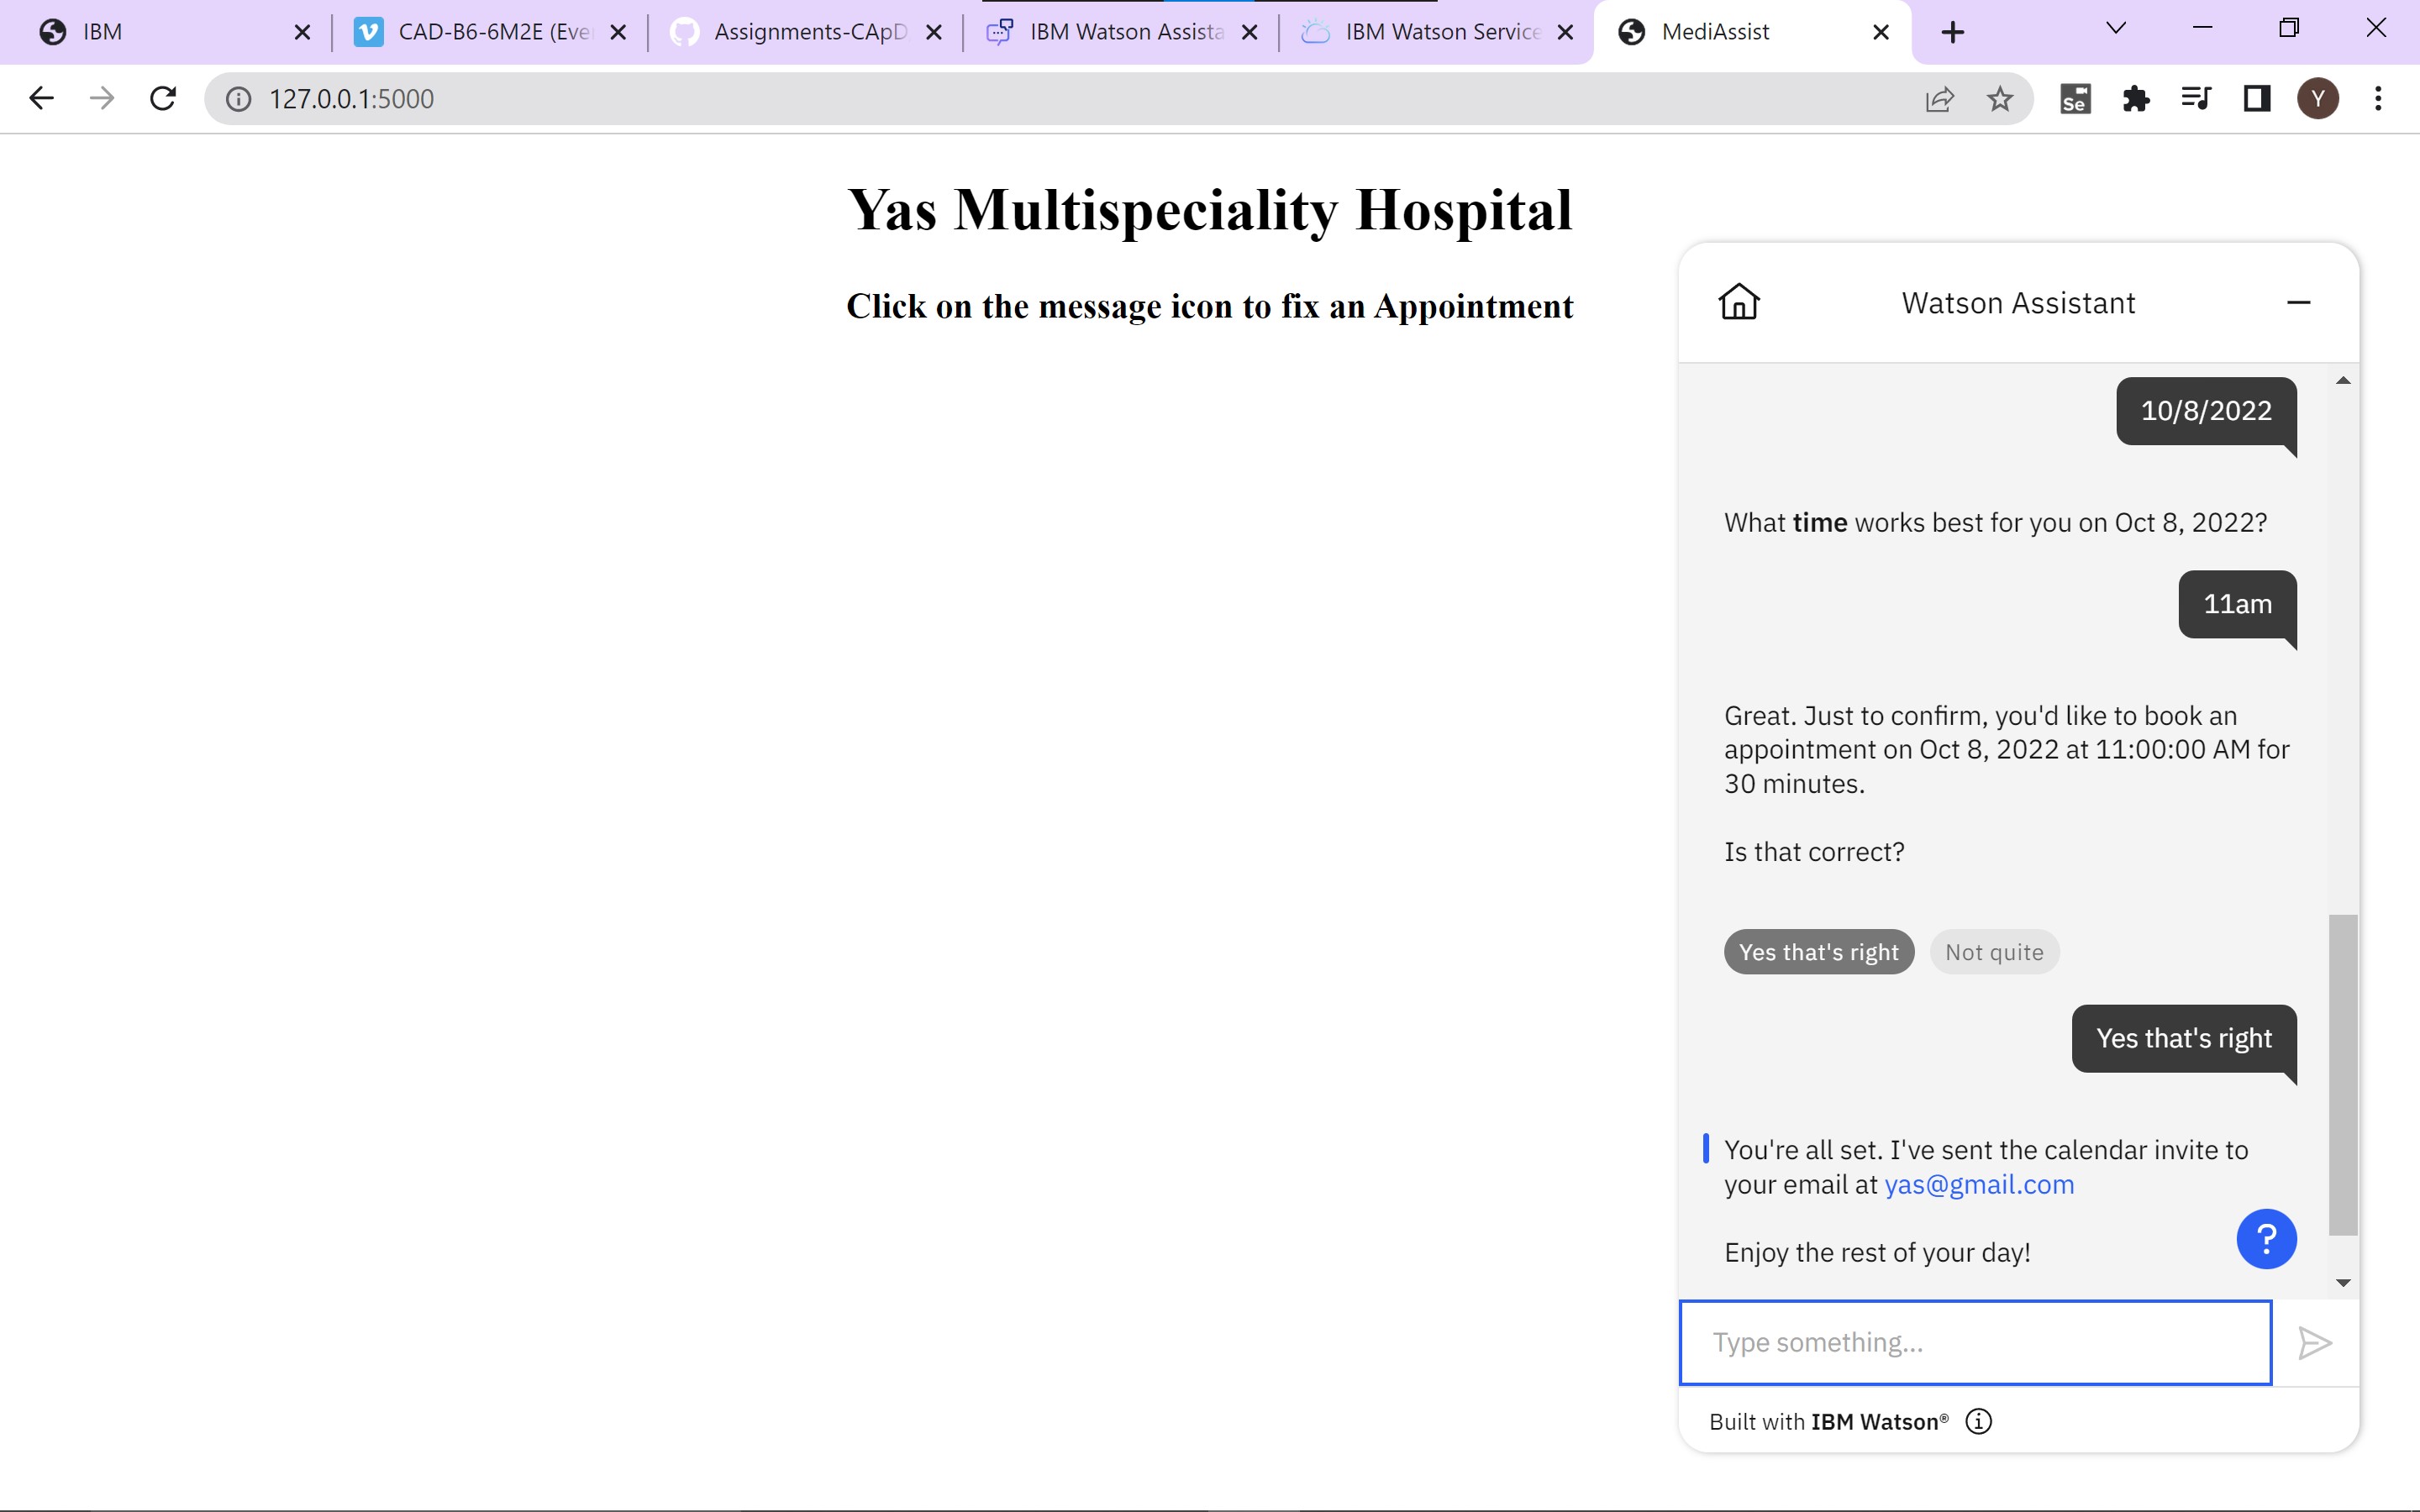 IBM
CAD-B6-6M2E (Eve
Assignments-CApD
IBM Watson Assista
IBM Watson Service
MediAssist
127.0.0.1:5000
Se
Y
Yas Multispeciality Hospital
Click on the message icon to fix an Appointment
Watson Assistant
10/8/2022
What time works best for you on Oct 8, 2022?
11am
Great. Just to confirm, you'd like to book an
appointment on Oct 8, 2022 at 11:00:00 AM for
30 minutes.
Is that correct?
Yes that's right
Not quite
Yes that's right
You're all set. I've sent the calendar invite to
your email at yas@gmail.com
Enjoy the rest of your day!
?
Type something...
Built with IBM Watson®